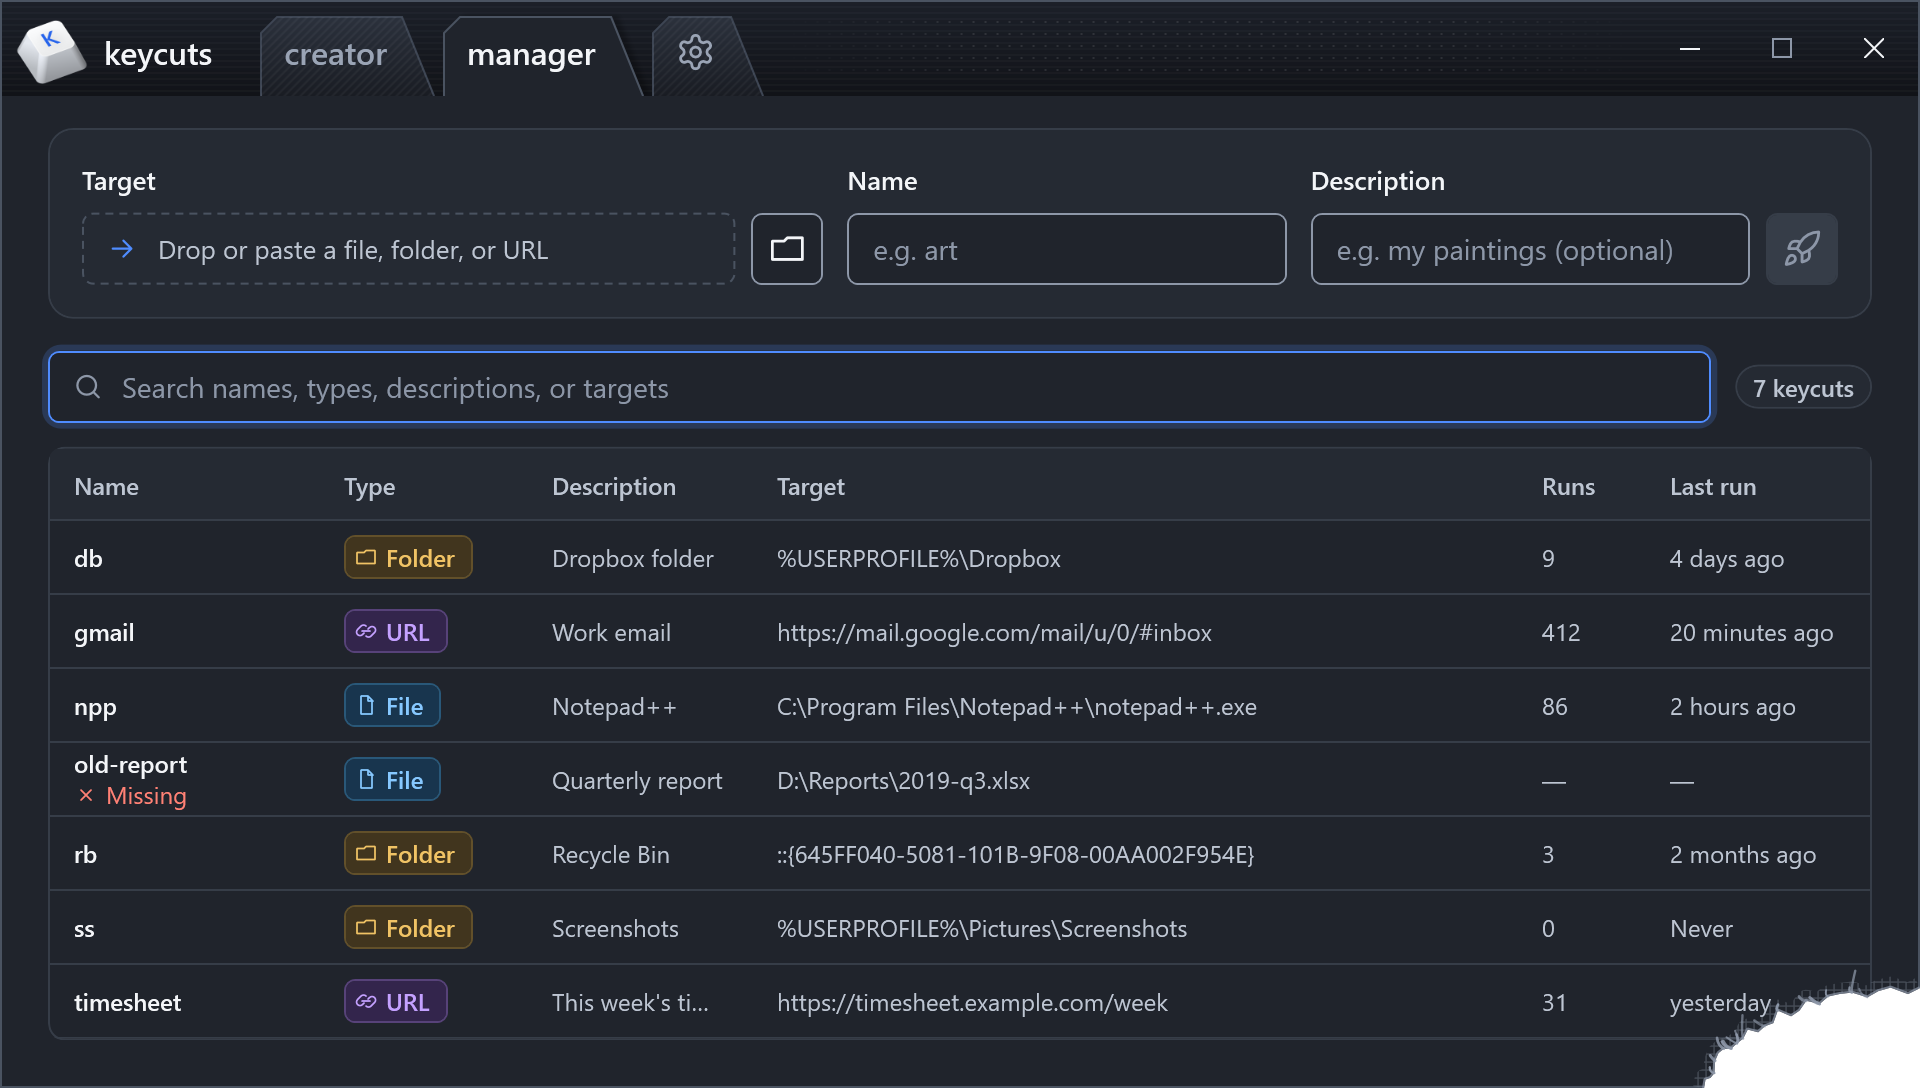 K
keycuts
creator
manager
Target
Name
Description
Drop or paste a file, folder, or URL
e.g. art
e.g. my paintings (optional)
Search names, types, descriptions, or targets
7 keycuts
Name Type Description Target Runs Last run
db Folder Dropbox folder %USERPROFILE%\Dropbox 9 4 days ago
gmail URL Work email https://mail.google.com/mail/u/0/#inbox 412 20 minutes ago
npp File Notepad++ C:\Program Files\Notepad++\notepad++.exe 86 2 hours ago
old-report File Quarterly report D:\Reports\2019-q3.xlsx — —
× Missing
rb Folder Recycle Bin ::{645FF040-5081-101B-9F08-00AA002F954E} 3 2 months ago
ss Folder Screenshots %USERPROFILE%\Pictures\Screenshots 0 Never
timesheet URL This week's ti... https://timesheet.example.com/week 31 yesterday